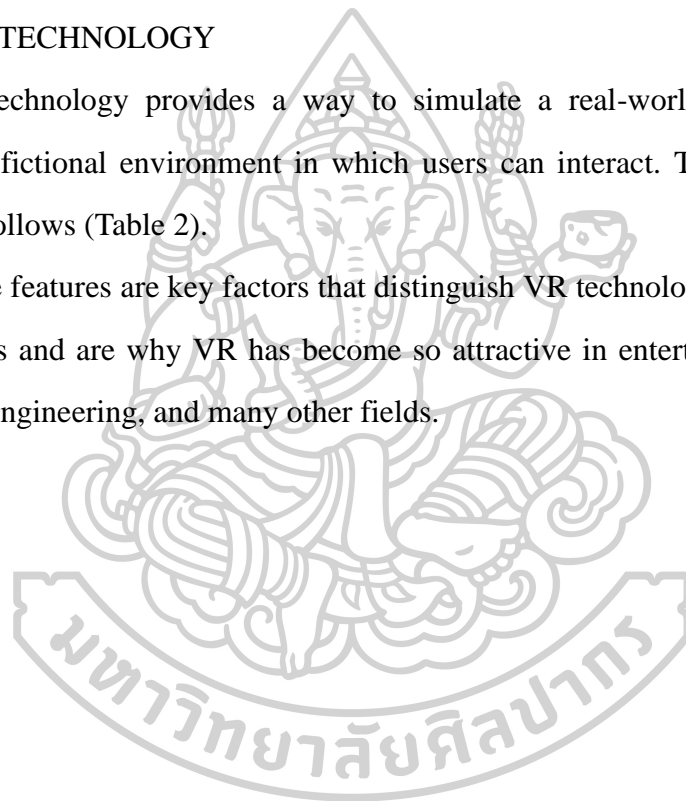 TECHNOLOGY
echnology provides a way to simulate a real-worl
fictional environment in which users can interact. T
ollows (Table 2).
e features are key factors that distinguish VR technolo
s and are why VR has become so attractive in entert
ngineering, and many other fields.
มหาวิทยาลัยศิลปากร